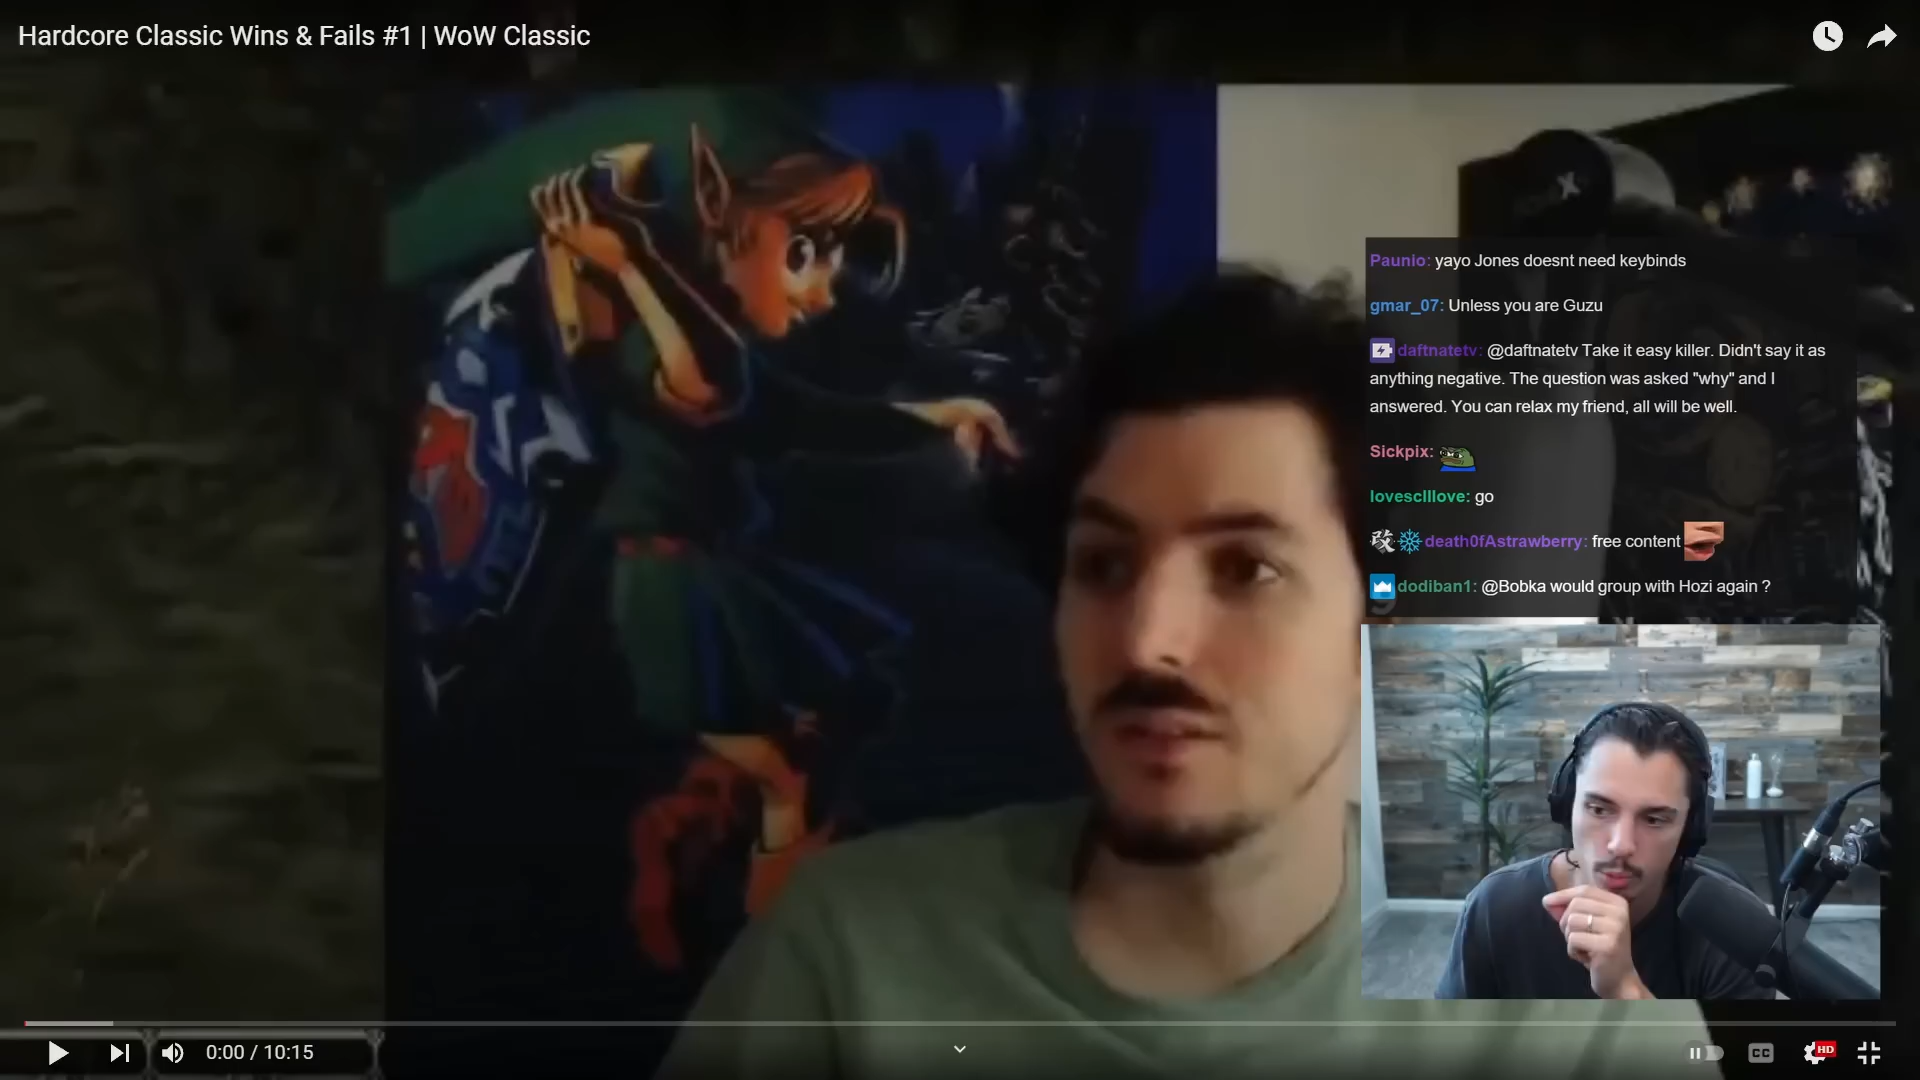 Hardcore Classic Wins & Fails #1 | WoW Classic
Paunio: yayo Jones doesnt need keybinds
gmar_07: Unless you are Guzu
daftnatetv: @daftnatetv Take it easy killer. Didn't say it as
anything negative. The question was asked "why" and I
answered. You can relax my friend, all will be well.
Sickpix:
go
改 death0fAstrawberry: free content
dodiban1: @Bobka would group with Hozi again ?
0:00 / 10:15
CC
HD